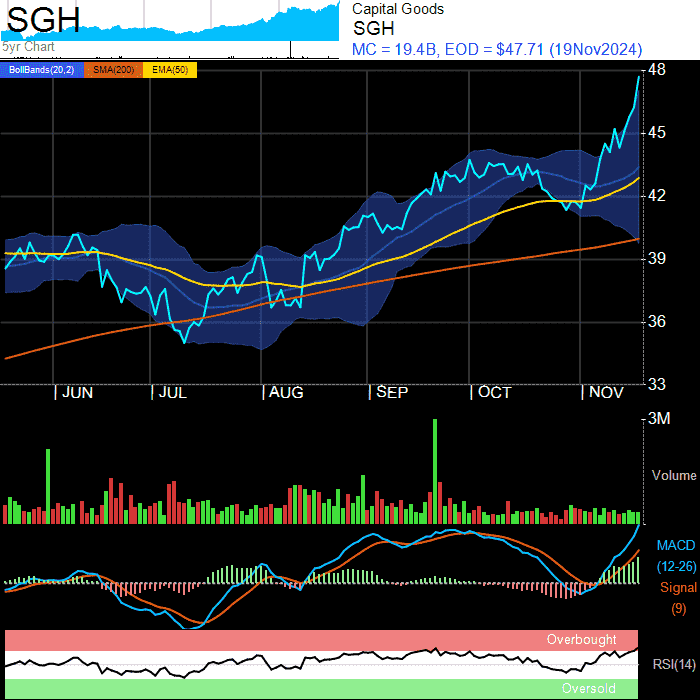 SGH
5yr Chart
Capital Goods
SGH
MC = 19.4B, EOD = $47.71 (19Nov2024)
BollBands(20,2) SMA(200) EMA(50)
48
45
42
39
36
33
JUN JUL AUG SEP OCT NOV
3M
Volume
MACD
(12-26)
Signal
(9)
Overbought
RSI(14)
Oversold